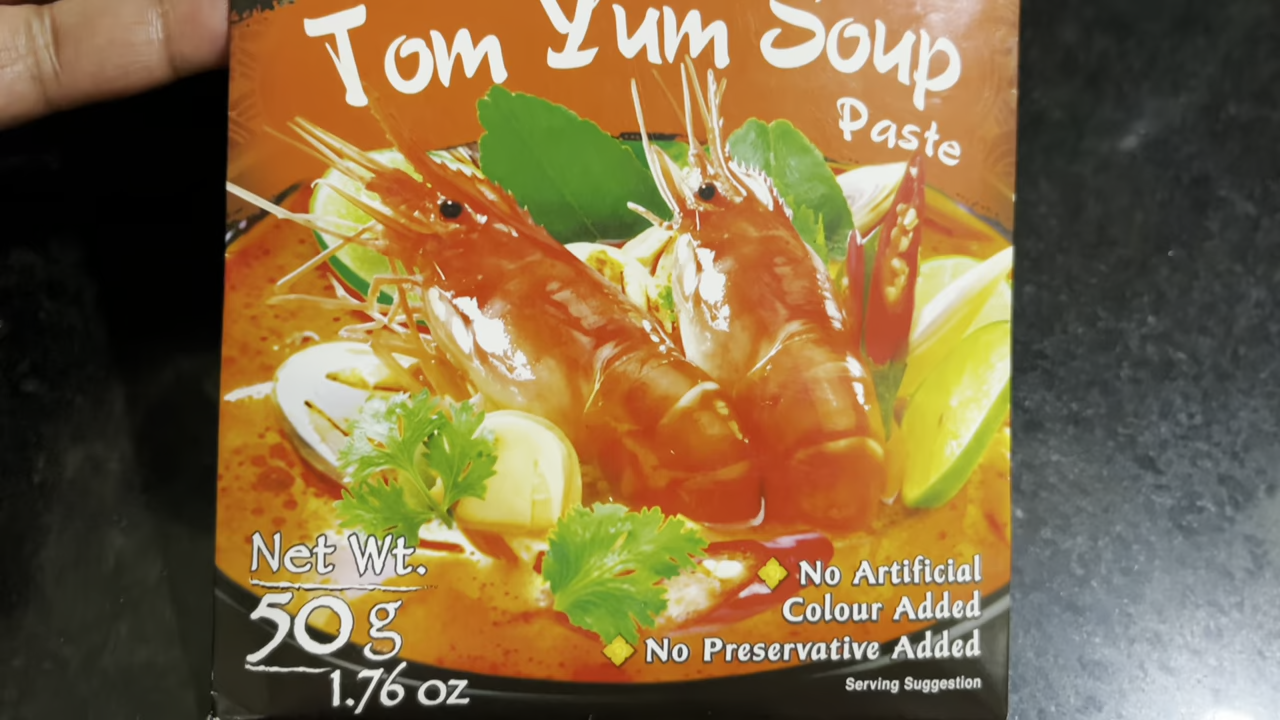 Tom Yum Soup
Paste
Net Wt.
50 g
1.76 oz
No Artificial
Colour Added
No Preservative Added
Serving Suggestion